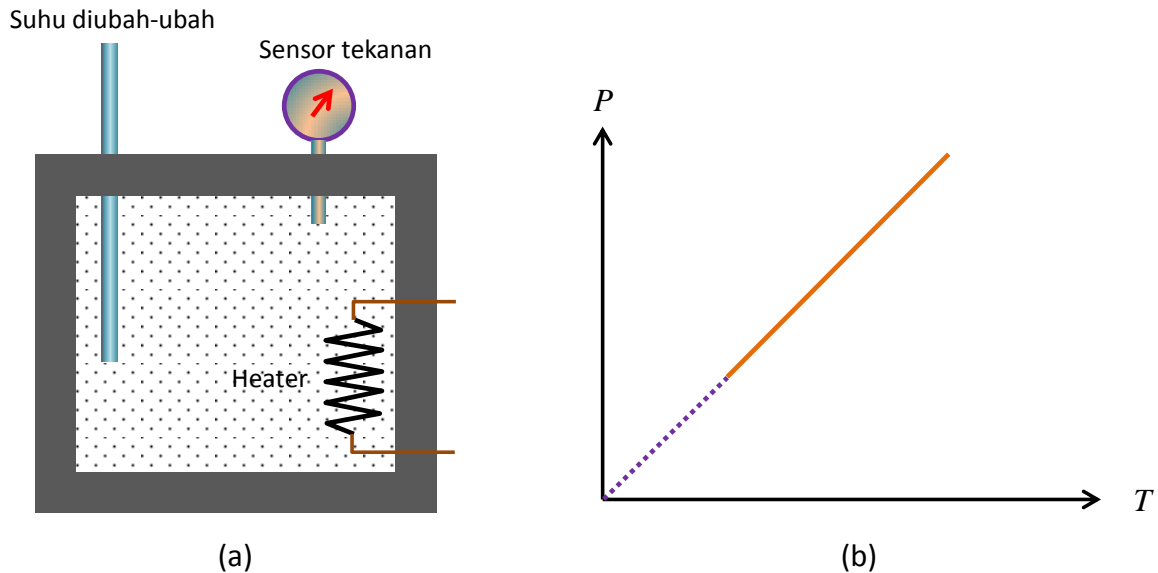 Suhu diubah-ubah
Sensor tekanan
Heater
(a)
P
T
(b)